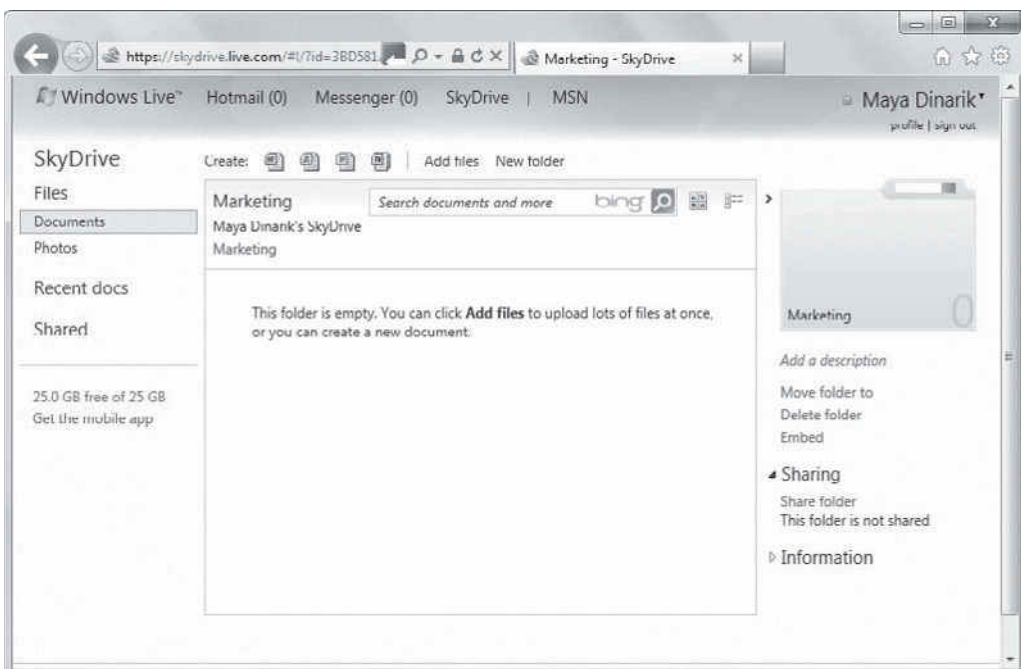 https://skydrive.live.com/#!/?id=3BD581
Marketing - SkyDrive
Windows Live™ Hotmail (0) Messenger (0) SkyDrive | MSN
Maya Dinarik
profile | sign out
SkyDrive
Files
Documents
Photos
Recent docs
Shared
25.0 GB free of 25 GB
Get the mobile app
Create: | Add files New folder
Marketing
Search documents and more bing
Maya Dinarik's SkyDrive
Marketing
This folder is empty. You can click Add files to upload lots of files at once,
or you can create a new document.
Marketing 0
Add a description
Move folder to
Delete folder
Embed
Sharing
Share folder
This folder is not shared
Information